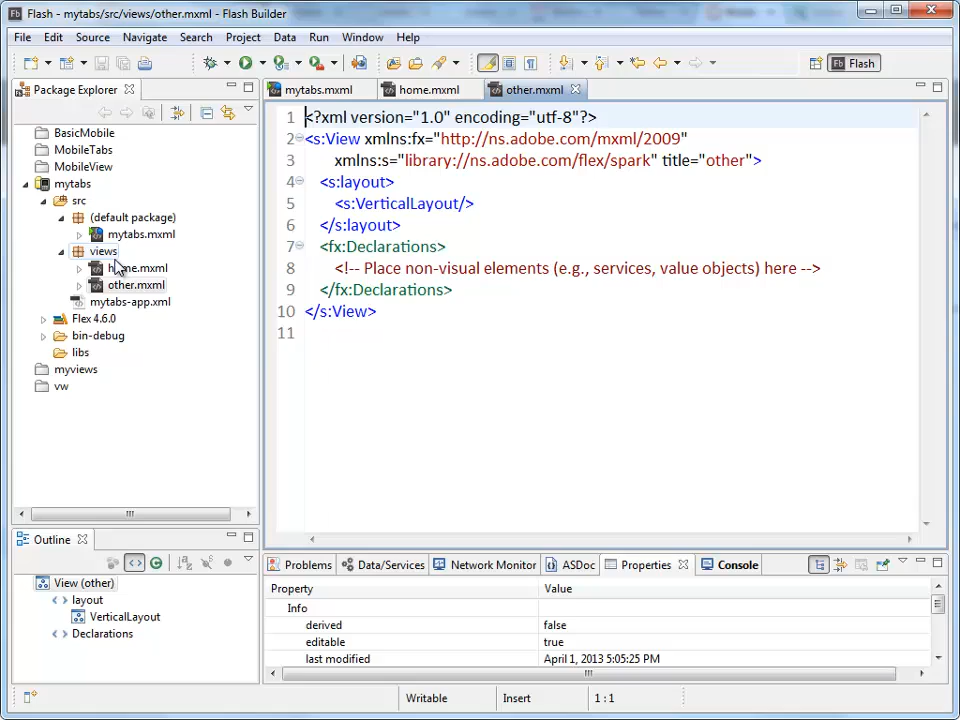 Flash - mytabs/src/views/other.mxml - Flash Builder
File Edit Source Navigate Search Project Data Run Window Help
Flash
Package Explorer
BasicMobile
MobileTabs
MobileView
mytabs
src
(default package)
mytabs.mxml
views
home.mxml
other.mxml
mytabs-app.xml
Flex 4.6.0
bin-debug
libs
myviews
vw
mytabs.mxml home.mxml other.mxml
1 <?xml version="1.0" encoding="utf-8"?>
2 <s:View xmlns:fx="http://ns.adobe.com/mxml/2009"
3 xmlns:s="library://ns.adobe.com/flex/spark" title="other">
4 <s:layout>
5 <s:VerticalLayout/>
6 </s:layout>
7 <fx:Declarations>
8 <!-- Place non-visual elements (e.g., services, value objects) here -->
9 </fx:Declarations>
10 </s:View>
11
Outline
View (other)
layout
VerticalLayout
Declarations
Problems Data/Services Network Monitor ASDoc Properties Console
Property Value
Info
derived false
editable true
last modified April 1, 2013 5:05:25 PM
Writable Insert 1 : 1